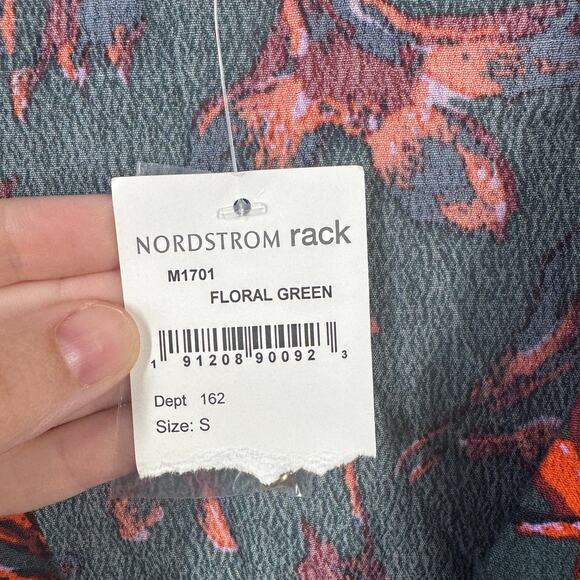 NORDSTROM rack
M1701
FLORAL GREEN
1 91208 90092 3
Dept 162
Size: S